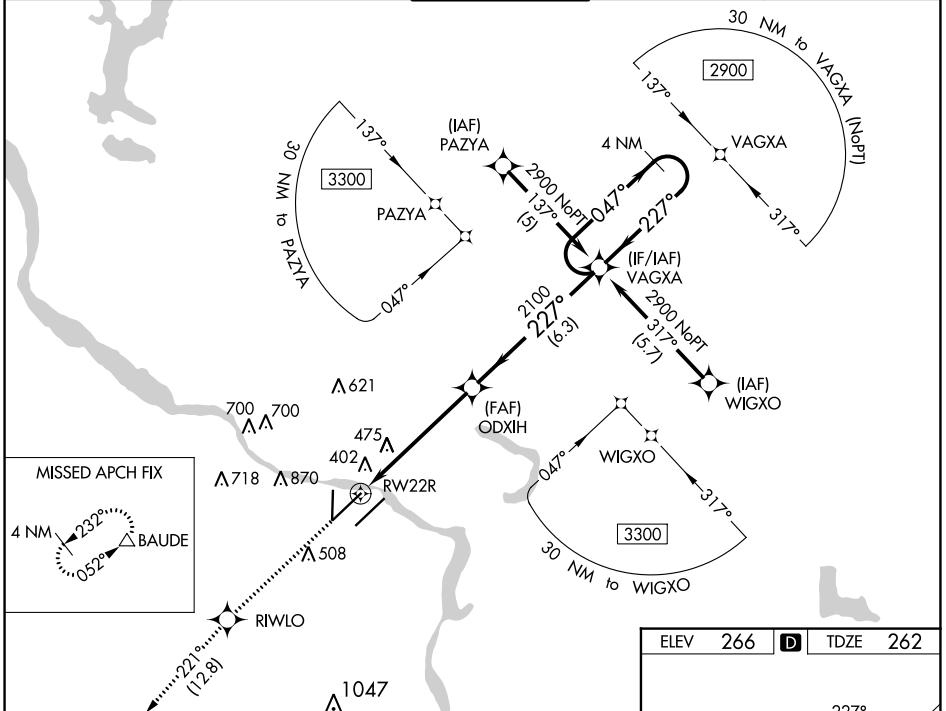 30 NM to VAGXA (NoPT)
2900
137°
VAGXA
317°
(IAF)
PAZYA
137°
3300
PAZYA
30 NM to PAZYA
047°
2900 NoPT
137°
(5)
4 NM
047°
227°
(IF/IAF)
VAGXA
2100
227°
(6.3)
2900 NoPT
317°
(5.7)
(IAF)
WIGXO
621
(FAF)
ODXIH
700
700
475
402
718
870
RW22R
WIGXO
047°
317°
3300
30 NM to WIGXO
MISSED APCH FIX
4 NM
232°
BAUDE
052°
508
RIWLO
221°
(12.8)
1047
ELEV 266 D TDZE 262